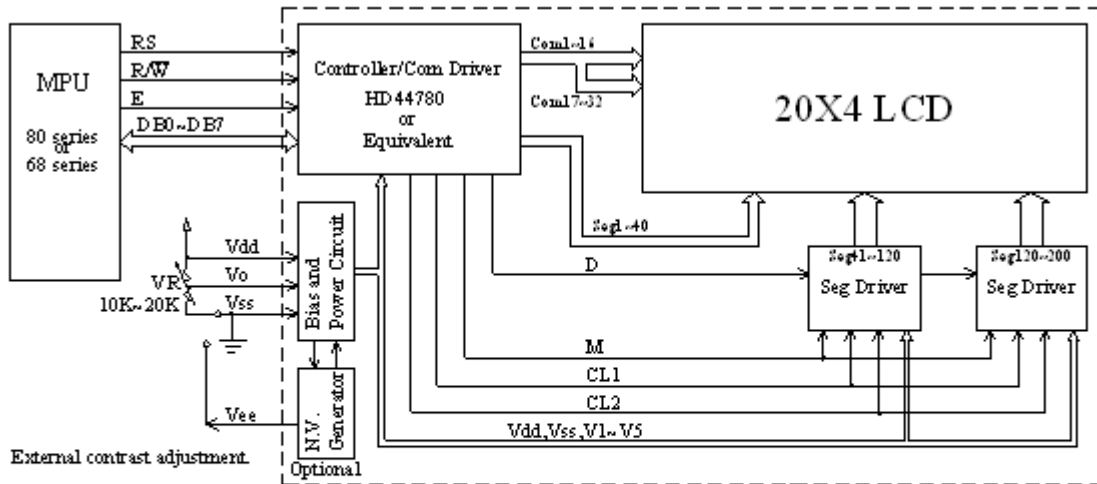 MPU
80 series
or
68 series
RS
R/W̅
E
DB0~DB7
Controller/Com Driver
HD44780
or
Equivalent
Com1~16
Com17~32
20X4 LCD
Seg1~40
D
Seg41~120
Seg Driver
Seg120~200
Seg Driver
Vdd
Vo
Vss
VR
10K~20K
Bias and
Power Circuit
N.V.
Generator
Optional
Vee
M
CL1
CL2
Vdd,Vss,V1~V5
External contrast adjustment.